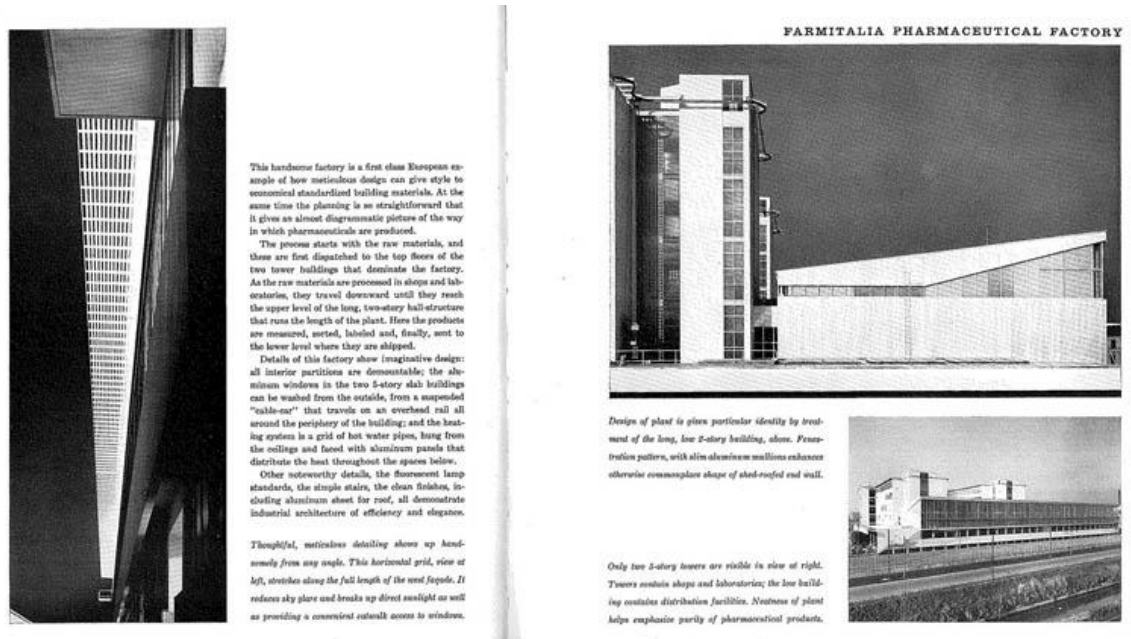 This handsome factory is a first class European ex-
ample of how meticulous design can give style to
economical standardized building materials. At the
same time the planning is so straightforward that
it gives an almost diagrammatic picture of the way
in which pharmaceuticals are produced.
The process starts with the raw materials, and
these are first dispatched to the top floors of the
two tower buildings that dominate the factory.
As the raw materials are processed in shops and lab-
oratories, they travel downward until they reach
the upper level of the long, two-story hall-structure
that runs the length of the plant. Here the products
are measured, sorted, labeled and, finally, sent to
the lower level where they are shipped.
Details of this factory show imaginative design:
all interior partitions are demountable; the alu-
minum windows in the two 5-story slab buildings
can be washed from the outside, from a suspended
"cable-car" that travels on an overhead rail all
around the periphery of the building; and the heat-
ing system is a grid of hot water pipes, hung from
the ceilings and faced with aluminum panels that
distribute the heat throughout the spaces below.
Other noteworthy details, the fluorescent lamp
standards, the simple stairs, the clean finishes, in-
cluding aluminum sheet for roof, all demonstrate
industrial architecture of efficiency and elegance.
Thoughtful, meticulous detailing shows up hand-
somely from any angle. This horizontal grid, view at
left, stretches along the full length of the west façade. It
reduces sky glare and breaks up direct sunlight as well
as providing a convenient catwalk access to windows.
FARMITALIA PHARMACEUTICAL FACTORY
Design of plant is given particular identity by treat-
ment of the long, low 2-story building, above. Fenes-
tration pattern, with slim aluminum mullions enhances
otherwise commonplace shape of shed-roofed end wall.
Only two 5-story towers are visible in view at right.
Towers contain shops and laboratories; the low build-
ing contains distribution facilities. Neatness of plant
helps emphasize purity of pharmaceutical products.